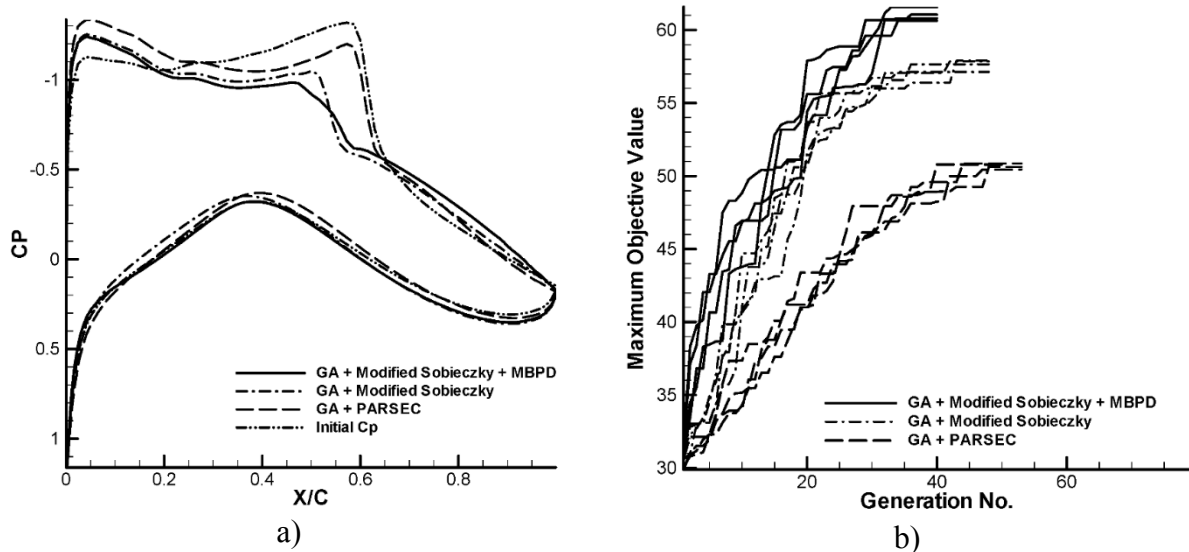 -1
-0.5
0
0.5
1
CP
0
0.2
0.4
0.6
0.8
X/C
GA + Modified Sobieczky + MBPD
GA + Modified Sobieczky
GA + PARSEC
Initial Cp
a)
60
55
50
45
40
35
30
Maximum Objective Value
20
40
60
Generation No.
GA + Modified Sobieczky + MBPD
GA + Modified Sobieczky
GA + PARSEC
b)